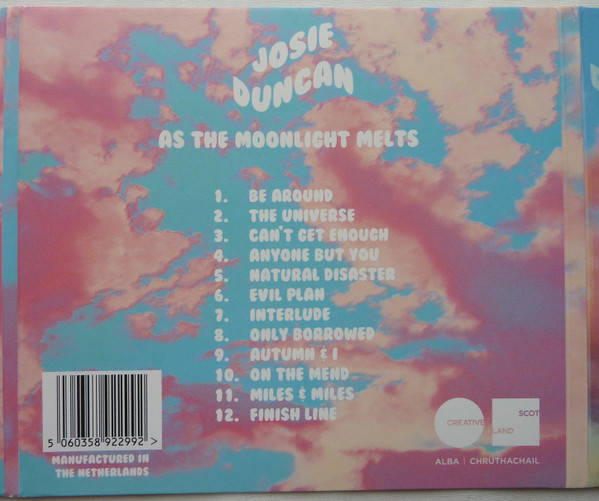 JOSIE
DUNCAN
AS THE MOONLIGHT MELTS
1. BE AROUND
2. THE UNIVERSE
3. CAN'T GET ENOUGH
4. ANYONE BUT YOU
5. NATURAL DISASTER
6. EVIL PLAN
7. INTERLUDE
8. ONLY BORROWED
9. AUTUMN & I
10. ON THE MEND
11. MILES & MILES
12. FINISH LINE
5 060358 922992 >
MANUFACTURED IN
THE NETHERLANDS
SCOT
CREATIVE LAND
ALBA | CHRUTHACHAIL